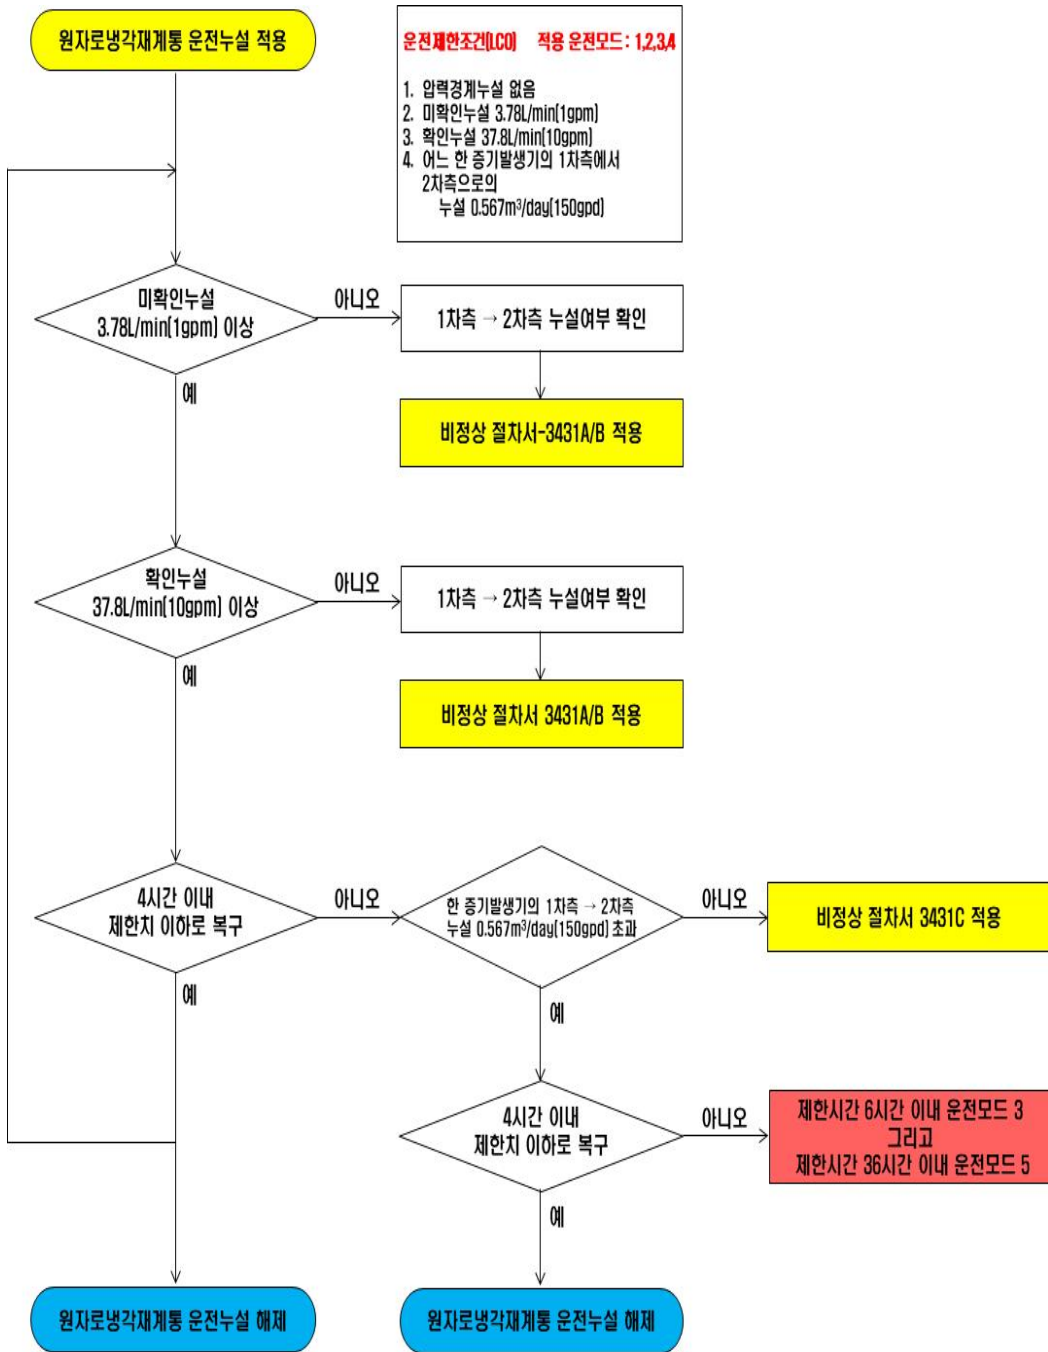 원자로냉각재계통 운전누설 적용
운전제한조건(LCO) 적용 운전모드 : 1,2,3,4
1. 압력경계누설 없음
2. 미확인누설 3.78L/min(1gpm)
3. 확인누설 37.8L/min(10gpm)
4. 어느 한 증기발생기의 1차측에서
2차측으로의
누설 0.567m³/day(150gpd)
미확인누설
3.78L/min(1gpm) 이상
아니오
1차측 → 2차측 누설여부 확인
예
비정상 절차서-3431A/B 적용
확인누설
37.8L/min(10gpm) 이상
아니오
1차측 → 2차측 누설여부 확인
예
비정상 절차서 3431A/B 적용
4시간 이내
제한치 이하로 복구
아니오
한 증기발생기의 1차측 → 2차측
누설 0.567m³/day(150gpd) 초과
아니오
비정상 절차서 3431C 적용
예
예
4시간 이내
제한치 이하로 복구
아니오
제한시간 6시간 이내 운전모드 3
그리고
제한시간 36시간 이내 운전모드 5
예
원자로냉각재계통 운전누설 해제
원자로냉각재계통 운전누설 해제